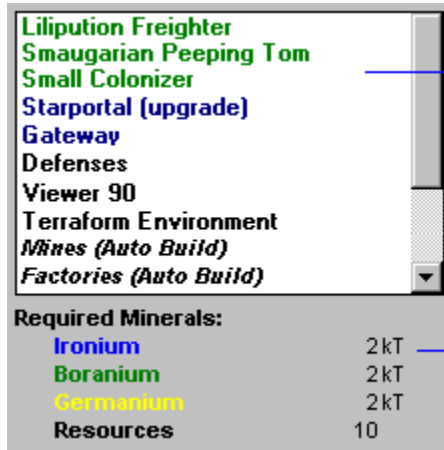 Lilipution Freighter
Smaugarian Peeping Tom
Small Colonizer
Starportal (upgrade)
Gateway
Defenses
Viewer 90
Terraform Environment
Mines (Auto Build)
Factories (Auto Build)
Required Minerals:
Ironium 2kT
Boranium 2kT
Germanium 2kT
Resources 10